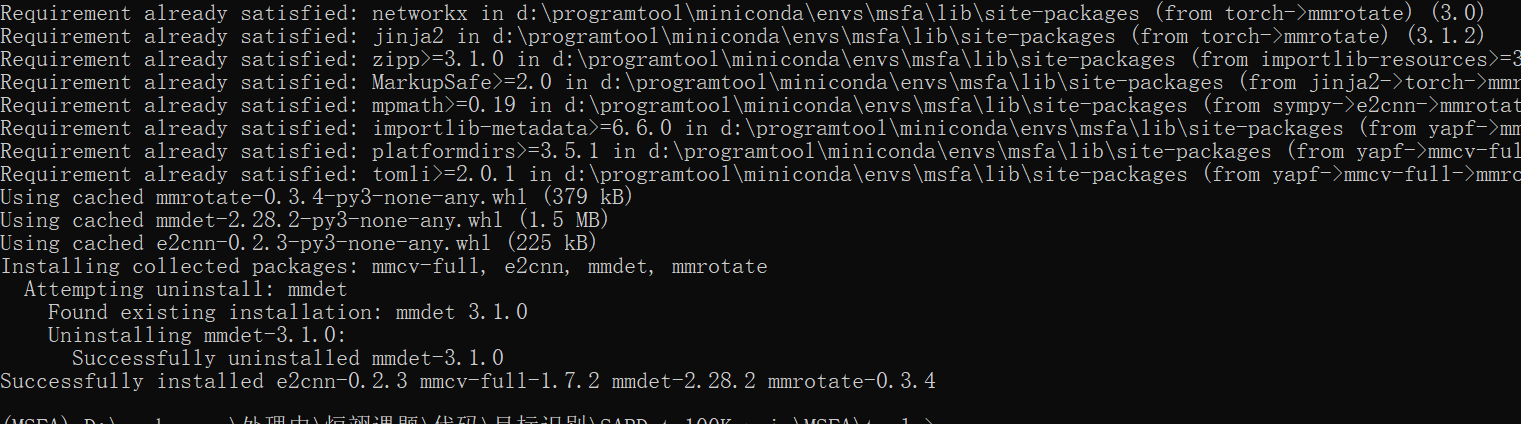 Requirement already satisfied: networkx in d:\programtool\miniconda\envs\msfa\lib\site-packages (from torch->mmrotate) (3.0)
Requirement already satisfied: jinja2 in d:\programtool\miniconda\envs\msfa\lib\site-packages (from torch->mmrotate) (3.1.2)
Requirement already satisfied: zipp>=3.1.0 in d:\programtool\miniconda\envs\msfa\lib\site-packages (from importlib-resources>=3
Requirement already satisfied: MarkupSafe>=2.0 in d:\programtool\miniconda\envs\msfa\lib\site-packages (from jinja2->torch->mmr
Requirement already satisfied: mpmath>=0.19 in d:\programtool\miniconda\envs\msfa\lib\site-packages (from sympy->e2cnn->mmrotat
Requirement already satisfied: importlib-metadata>=6.6.0 in d:\programtool\miniconda\envs\msfa\lib\site-packages (from yapf->mm
Requirement already satisfied: platformdirs>=3.5.1 in d:\programtool\miniconda\envs\msfa\lib\site-packages (from yapf->mmcv-ful
Requirement already satisfied: tomli>=2.0.1 in d:\programtool\miniconda\envs\msfa\lib\site-packages (from yapf->mmcv-full->mmro
Using cached mmrotate-0.3.4-py3-none-any.whl (379 kB)
Using cached mmdet-2.28.2-py3-none-any.whl (1.5 MB)
Using cached e2cnn-0.2.3-py3-none-any.whl (225 kB)
Installing collected packages: mmcv-full, e2cnn, mmdet, mmrotate
  Attempting uninstall: mmdet
    Found existing installation: mmdet 3.1.0
    Uninstalling mmdet-3.1.0:
      Successfully uninstalled mmdet-3.1.0
Successfully installed e2cnn-0.2.3 mmcv-full-1.7.2 mmdet-2.28.2 mmrotate-0.3.4